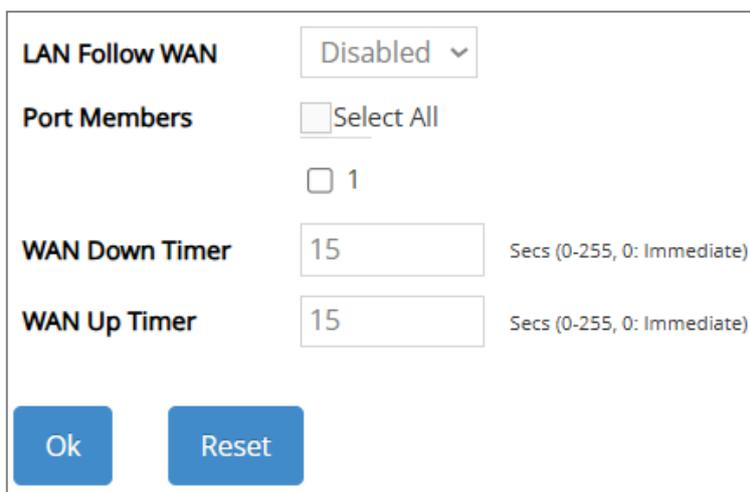 LAN Follow WAN Disabled
Port Members Select All
1
WAN Down Timer 15 Secs (0-255, 0: Immediate)
WAN Up Timer 15 Secs (0-255, 0: Immediate)
Ok Reset